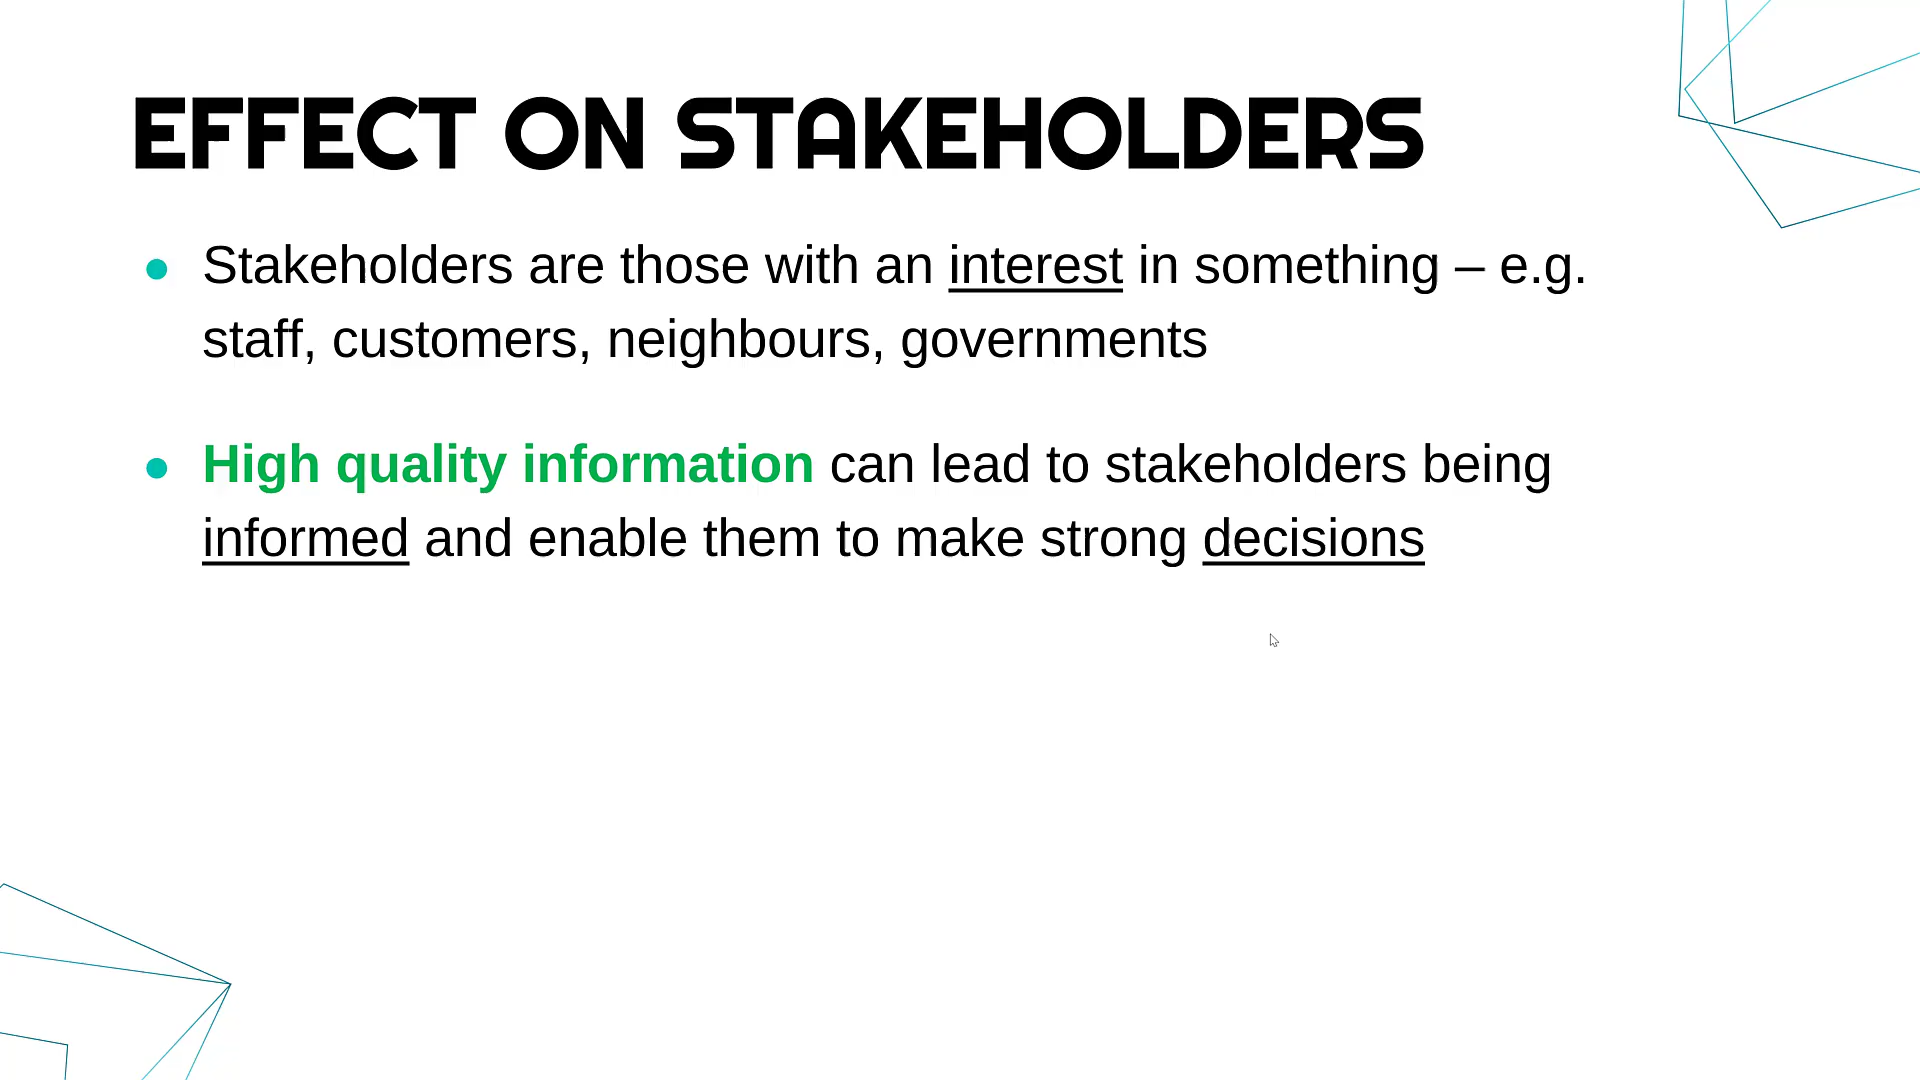 EFFECT ON STAKEHOLDERS
Stakeholders are those with an interest in something – e.g.
staff, customers, neighbours, governments
High quality information can lead to stakeholders being
informed and enable them to make strong decisions